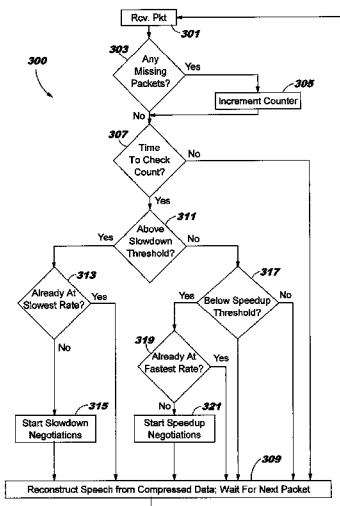 Rcv. Pkt
301
303
300
Any
Missing
Packets?
Yes
305
Increment Counter
No
307
Time
To Check
Count?
No
Yes
311
Above
Slowdown
Threshold?
Yes
No
313
317
Already At
Slowest Rate?
Yes
Below Speedup
Threshold?
Yes
No
319
Already At
Fastest Rate?
Yes
No
No
315
321
Start Slowdown
Negotiations
Start Speedup
Negotiations
309
Reconstruct Speech from Compressed Data; Wait For Next Packet